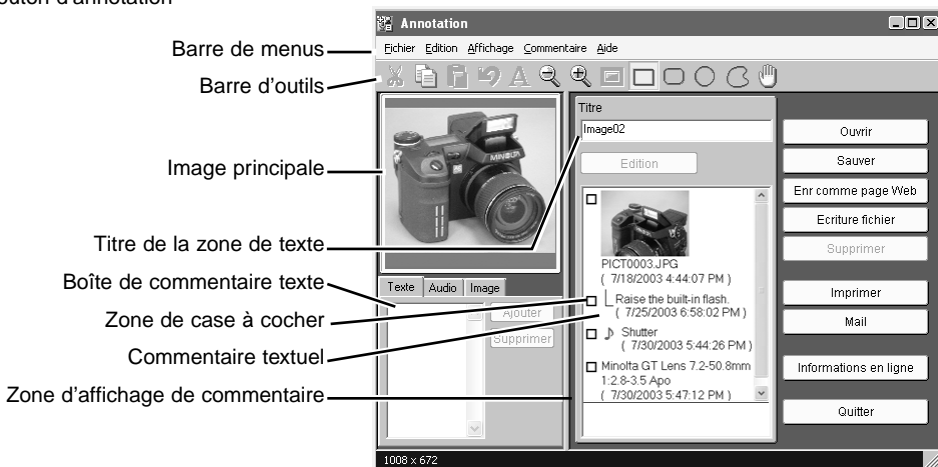 outon d'annotation
Barre de menus
Barre d'outils
Image principale
Titre de la zone de texte
Boîte de commentaire texte
Zone de case à cocher
Commentaire textuel
Zone d'affichage de commentaire
Annotation
Fichier Edition Affichage Commentaire Aide
MINOLTA
Texte Audio Image
Ajouter
Supprimer
Titre
Image02
Edition
PICT0003.JPG
( 7/18/2003 4:44:07 PM )
Raise the built-in flash.
( 7/25/2003 6:58:02 PM )
Shutter
( 7/30/2003 5:44:26 PM )
Minolta GT Lens 7.2-50.8mm
1:2.8-3.5 Apo
( 7/30/2003 5:47:12 PM )
Ouvrir
Sauver
Enr comme page Web
Ecriture fichier
Supprimer
Imprimer
Mail
Informations en ligne
Quitter
1008 x 672